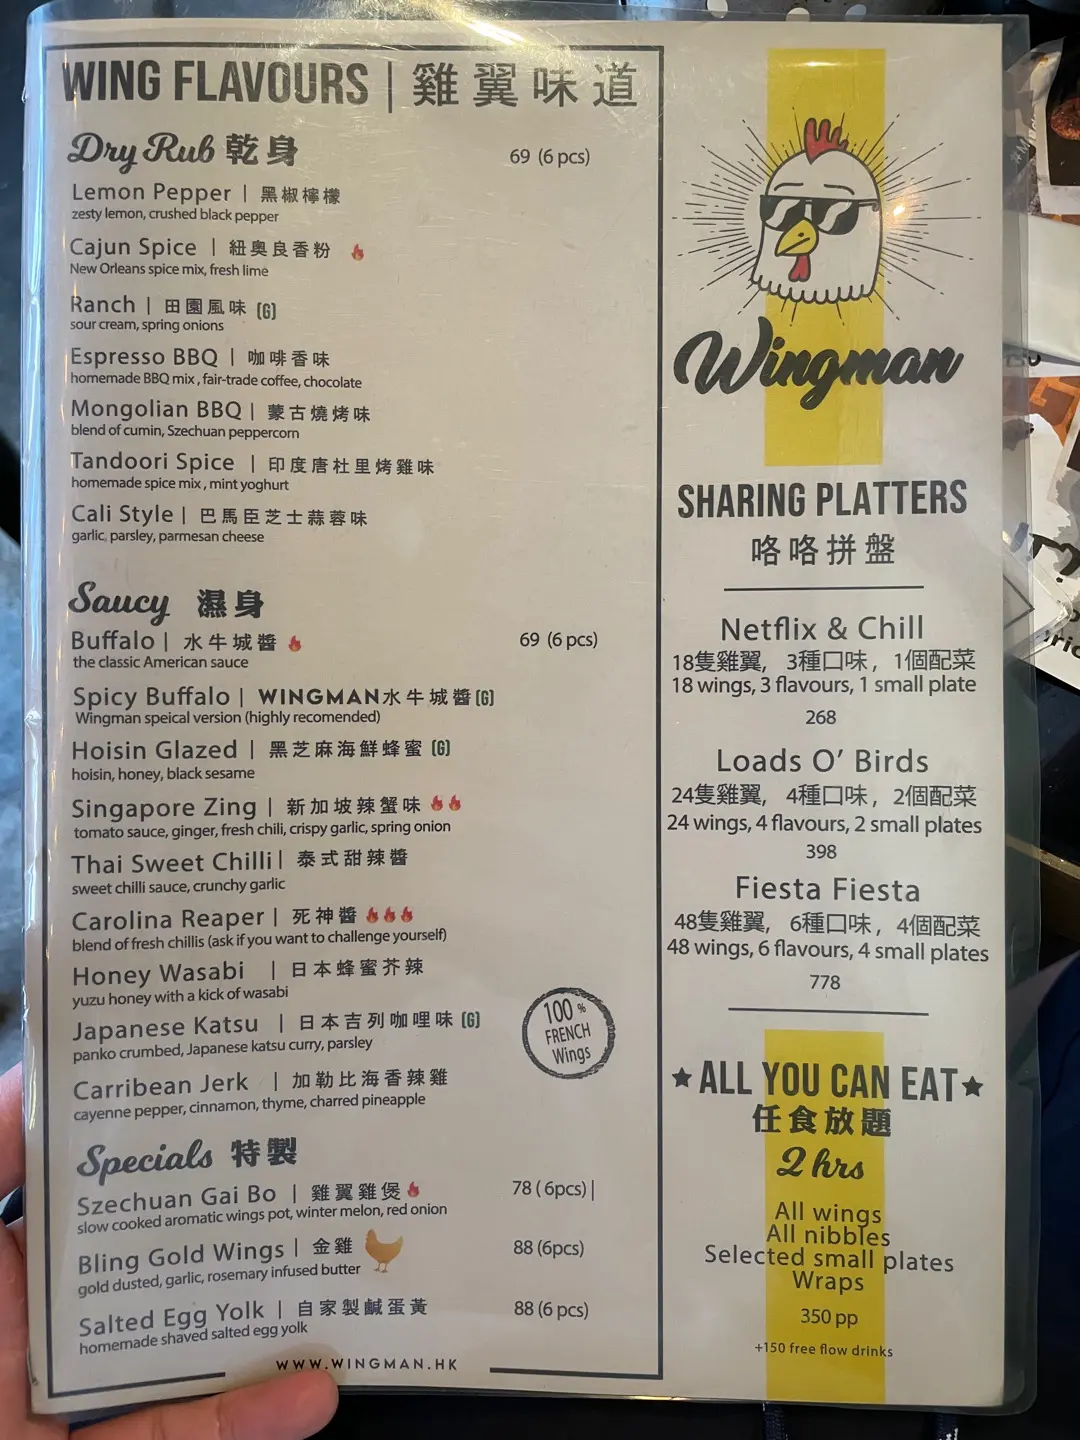 WING FLAVOURS | 雞翼味道
Dry Rub 乾身
69 (6 pcs)
Lemon Pepper | 黑椒檸檬
zesty lemon, crushed black pepper
Cajun Spice | 紐奧良香粉
New Orleans spice mix, fresh lime
Ranch | 田園風味 (G)
sour cream, spring onions
Espresso BBQ | 咖啡香味
homemade BBQ mix , fair-trade coffee, chocolate
Mongolian BBQ | 蒙古燒烤味
blend of cumin, Szechuan peppercorn
Tandoori Spice | 印度唐杜里烤雞味
homemade spice mix , mint yoghurt
Cali Style | 巴馬臣芝士蒜蓉味
garlic, parsley, parmesan cheese
Saucy 濕身
Buffalo | 水牛城醬
69 (6 pcs)
the classic American sauce
Spicy Buffalo | WINGMAN水牛城醬 (G)
Wingman speical version (highly recomended)
Hoisin Glazed | 黑芝麻海鮮蜂蜜 (G)
hoisin, honey, black sesame
Singapore Zing | 新加坡辣蟹味
tomato sauce, ginger, fresh chili, crispy garlic, spring onion
Thai Sweet Chilli | 泰式甜辣醬
sweet chilli sauce, crunchy garlic
Carolina Reaper | 死神醬
blend of fresh chillis (ask if you want to challenge yourself)
Honey Wasabi | 日本蜂蜜芥辣
yuzu honey with a kick of wasabi
Japanese Katsu | 日本吉列咖哩味 (G)
panko crumbed, Japanese katsu curry, parsley
Carribean Jerk | 加勒比海香辣雞
cayenne pepper, cinnamon, thyme, charred pineapple
100 %
FRENCH
Wings
Specials 特製
Szechuan Gai Bo | 雞翼雞煲
78 ( 6pcs) |
slow cooked aromatic wings pot, winter melon, red onion
Bling Gold Wings | 金雞
88 (6pcs)
gold dusted, garlic, rosemary infused butter
Salted Egg Yolk | 自家製鹹蛋黃
88 (6 pcs)
homemade shaved salted egg yolk
WWW.WINGMAN.HK
Wingman
SHARING PLATTERS
咯咯拼盤
Netflix & Chill
18隻雞翼, 3種口味, 1個配菜
18 wings, 3 flavours, 1 small plate
268
Loads O' Birds
24隻雞翼, 4種口味, 2個配菜
24 wings, 4 flavours, 2 small plates
398
Fiesta Fiesta
48隻雞翼, 6種口味, 4個配菜
48 wings, 6 flavours, 4 small plates
778
★ALL YOU CAN EAT★
任食放題
2 hrs
All wings
All nibbles
Selected small plates
Wraps
350 pp
+150 free flow drinks